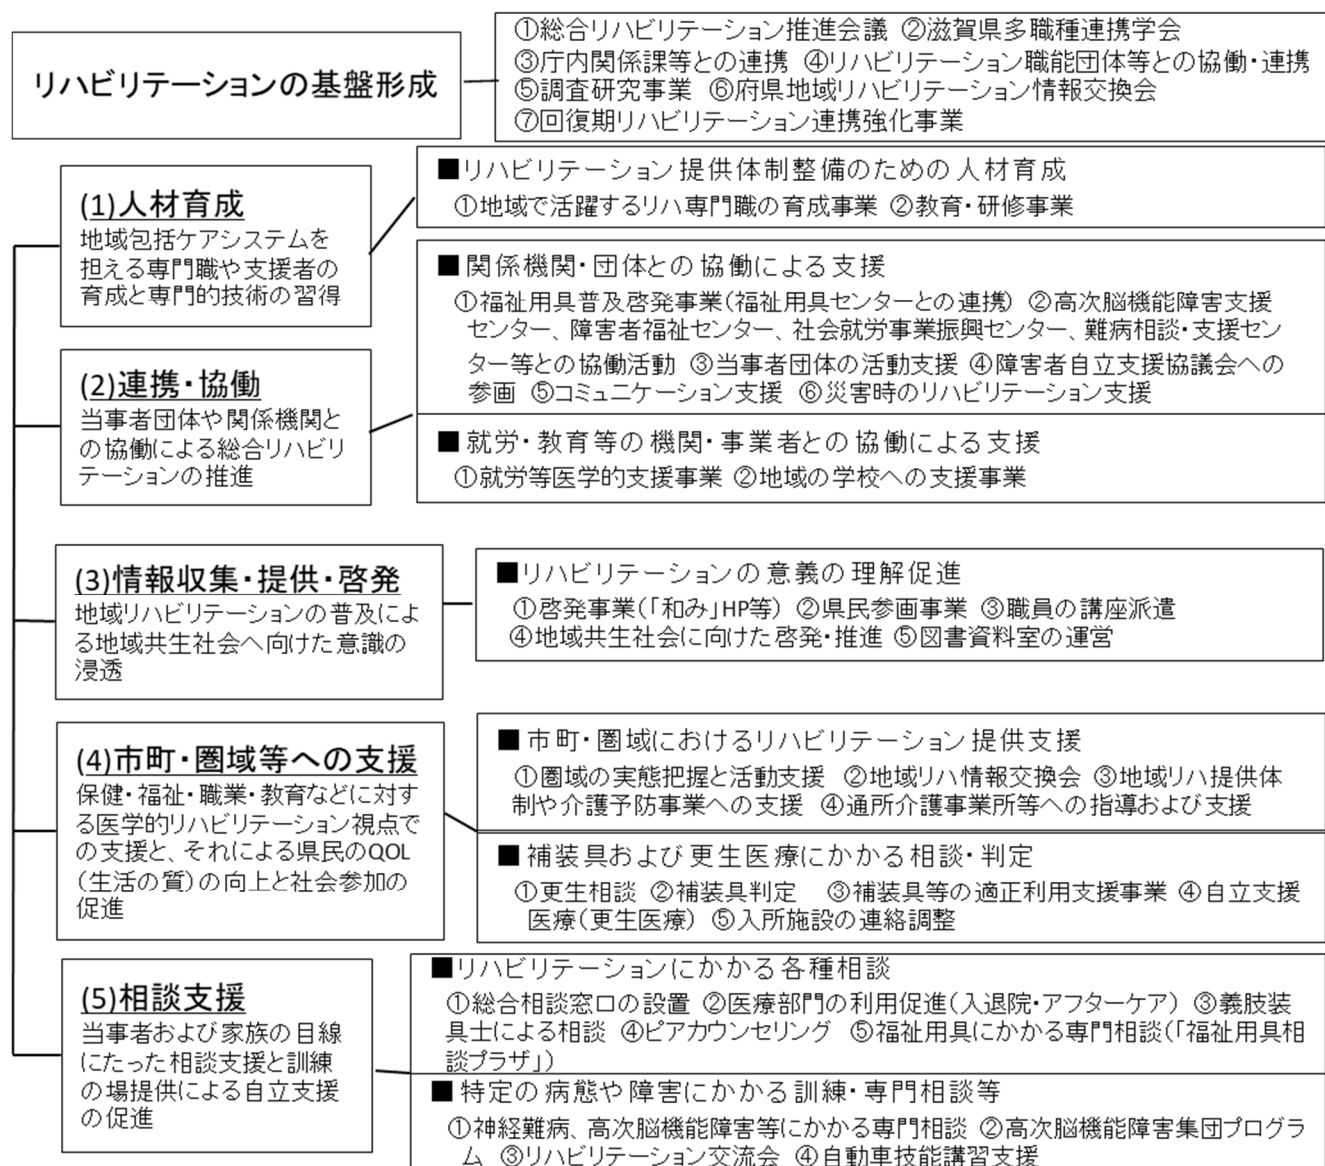 リハビリテーションの基盤形成
①総合リハビリテーション推進会議 ②滋賀県多職種連携学会
③庁内関係課等との連携 ④リハビリテーション職能団体等との協働・連携
⑤調査研究事業 ⑥府県地域リハビリテーション情報交換会
⑦回復期リハビリテーション連携強化事業
(1)人材育成
地域包括ケアシステムを
担える専門職や支援者の
育成と専門的技術の習得
■リハビリテーション提供体制整備のための人材育成
①地域で活躍するリハ専門職の育成事業 ②教育・研修事業
(2)連携・協働
当事者団体や関係機関と
の協働による総合リハビリ
テーションの推進
■関係機関・団体との協働による支援
①福祉用具普及啓発事業(福祉用具センターとの連携) ②高次脳機能障害支援
センター、障害者福祉センター、社会就労事業振興センター、難病相談・支援セン
ター等との協働活動 ③当事者団体の活動支援 ④障害者自立支援協議会への
参画 ⑤コミュニケーション支援 ⑥災害時のリハビリテーション支援
■就労・教育等の機関・事業者との協働による支援
①就労等医学的支援事業 ②地域の学校への支援事業
(3)情報収集・提供・啓発
地域リハビリテーションの普及によ
る地域共生社会へ向けた意識の
浸透
■リハビリテーションの意義の理解促進
①啓発事業(「和み」HP等) ②県民参画事業 ③職員の講座派遣
④地域共生社会に向けた啓発・推進 ⑤図書資料室の運営
(4)市町・圏域等への支援
保健・福祉・職業・教育などに対す
る医学的リハビリテーション視点で
の支援と、それによる県民のQOL
(生活の質)の向上と社会参加の
促進
■市町・圏域におけるリハビリテーション提供支援
①圏域の実態把握と活動支援 ②地域リハ情報交換会 ③地域リハ提供体
制や介護予防事業への支援 ④通所介護事業所等への指導および支援
■補装具および更生医療にかかる相談・判定
①更生相談 ②補装具判定 ③補装具等の適正利用支援事業 ④自立支援
医療(更生医療) ⑤入所施設の連絡調整
(5)相談支援
当事者および家族の目線
にたった相談支援と訓練
の場提供による自立支援
の促進
■リハビリテーションにかかる各種相談
①総合相談窓口の設置 ②医療部門の利用促進(入退院・アフターケア) ③義肢装
具士による相談 ④ピアカウンセリング ⑤福祉用具にかかる専門相談(「福祉用具相
談プラザ」)
■特定の病態や障害にかかる訓練・専門相談等
①神経難病、高次脳機能障害等にかかる専門相談 ②高次脳機能障害集団プログラ
ム ③リハビリテーション交流会 ④自動車技能講習支援